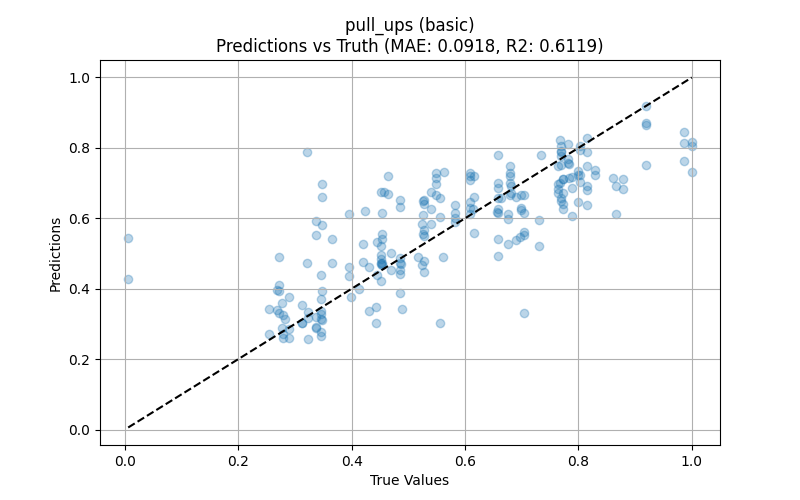 pull_ups (basic)
Predictions vs Truth (MAE: 0.0918, R2: 0.6119)
1.0
0.8
0.6
0.4
0.2
0.0
Predictions
0.0 0.2 0.4 0.6 0.8 1.0
True Values